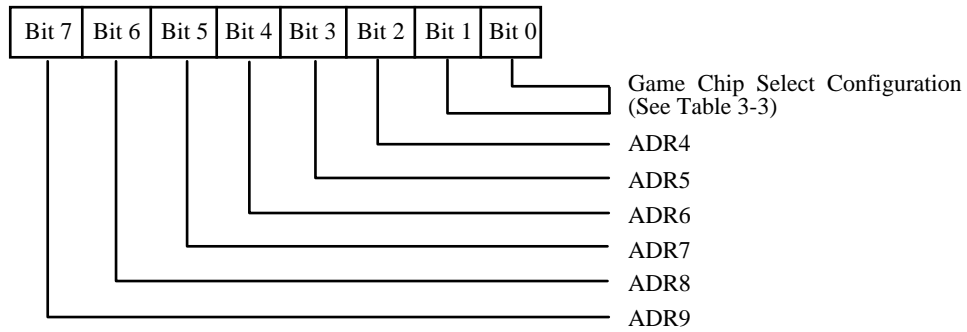 Bit 7 Bit 6 Bit 5 Bit 4 Bit 3 Bit 2 Bit 1 Bit 0
Game Chip Select Configuration
(See Table 3-3)
ADR4
ADR5
ADR6
ADR7
ADR8
ADR9